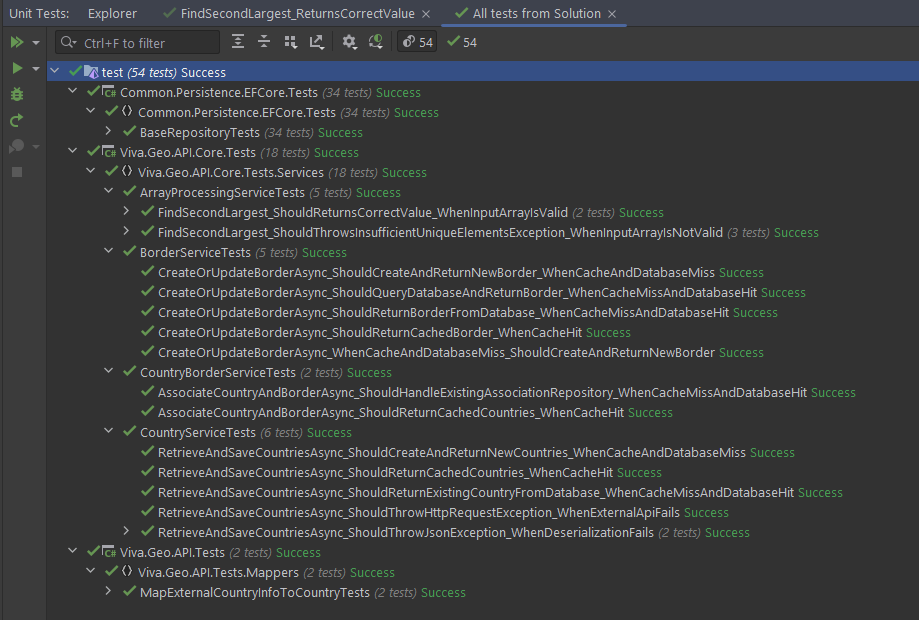 Unit Tests: Explorer FindSecondLargest_ReturnsCorrectValue All tests from Solution
Ctrl+F to filter 54 54
test (54 tests) Success
C# Common.Persistence.EFCore.Tests (34 tests) Success
Common.Persistence.EFCore.Tests (34 tests) Success
BaseRepositoryTests (34 tests) Success
C# Viva.Geo.API.Core.Tests (18 tests) Success
Viva.Geo.API.Core.Tests.Services (18 tests) Success
ArrayProcessingServiceTests (5 tests) Success
FindSecondLargest_ShouldReturnsCorrectValue_WhenInputArrayIsValid (2 tests) Success
FindSecondLargest_ShouldThrowsInsufficientUniqueElementsException_WhenInputArrayIsNotValid (3 tests) Success
BorderServiceTests (5 tests) Success
CreateOrUpdateBorderAsync_ShouldCreateAndReturnNewBorder_WhenCacheAndDatabaseMiss Success
CreateOrUpdateBorderAsync_ShouldQueryDatabaseAndReturnBorder_WhenCacheMissAndDatabaseHit Success
CreateOrUpdateBorderAsync_ShouldReturnBorderFromDatabase_WhenCacheMissAndDatabaseHit Success
CreateOrUpdateBorderAsync_ShouldReturnCachedBorder_WhenCacheHit Success
CreateOrUpdateBorderAsync_WhenCacheAndDatabaseMiss_ShouldCreateAndReturnNewBorder Success
CountryBorderServiceTests (2 tests) Success
AssociateCountryAndBorderAsync_ShouldHandleExistingAssociationRepository_WhenCacheMissAndDatabaseHit Success
AssociateCountryAndBorderAsync_ShouldReturnCachedCountries_WhenCacheHit Success
CountryServiceTests (6 tests) Success
RetrieveAndSaveCountriesAsync_ShouldCreateAndReturnNewCountries_WhenCacheAndDatabaseMiss Success
RetrieveAndSaveCountriesAsync_ShouldReturnCachedCountries_WhenCacheHit Success
RetrieveAndSaveCountriesAsync_ShouldReturnExistingCountryFromDatabase_WhenCacheMissAndDatabaseHit Success
RetrieveAndSaveCountriesAsync_ShouldThrowHttpRequestException_WhenExternalApiFails Success
RetrieveAndSaveCountriesAsync_ShouldThrowJsonException_WhenDeserializationFails (2 tests) Success
C# Viva.Geo.API.Tests (2 tests) Success
Viva.Geo.API.Tests.Mappers (2 tests) Success
MapExternalCountryInfoToCountryTests (2 tests) Success